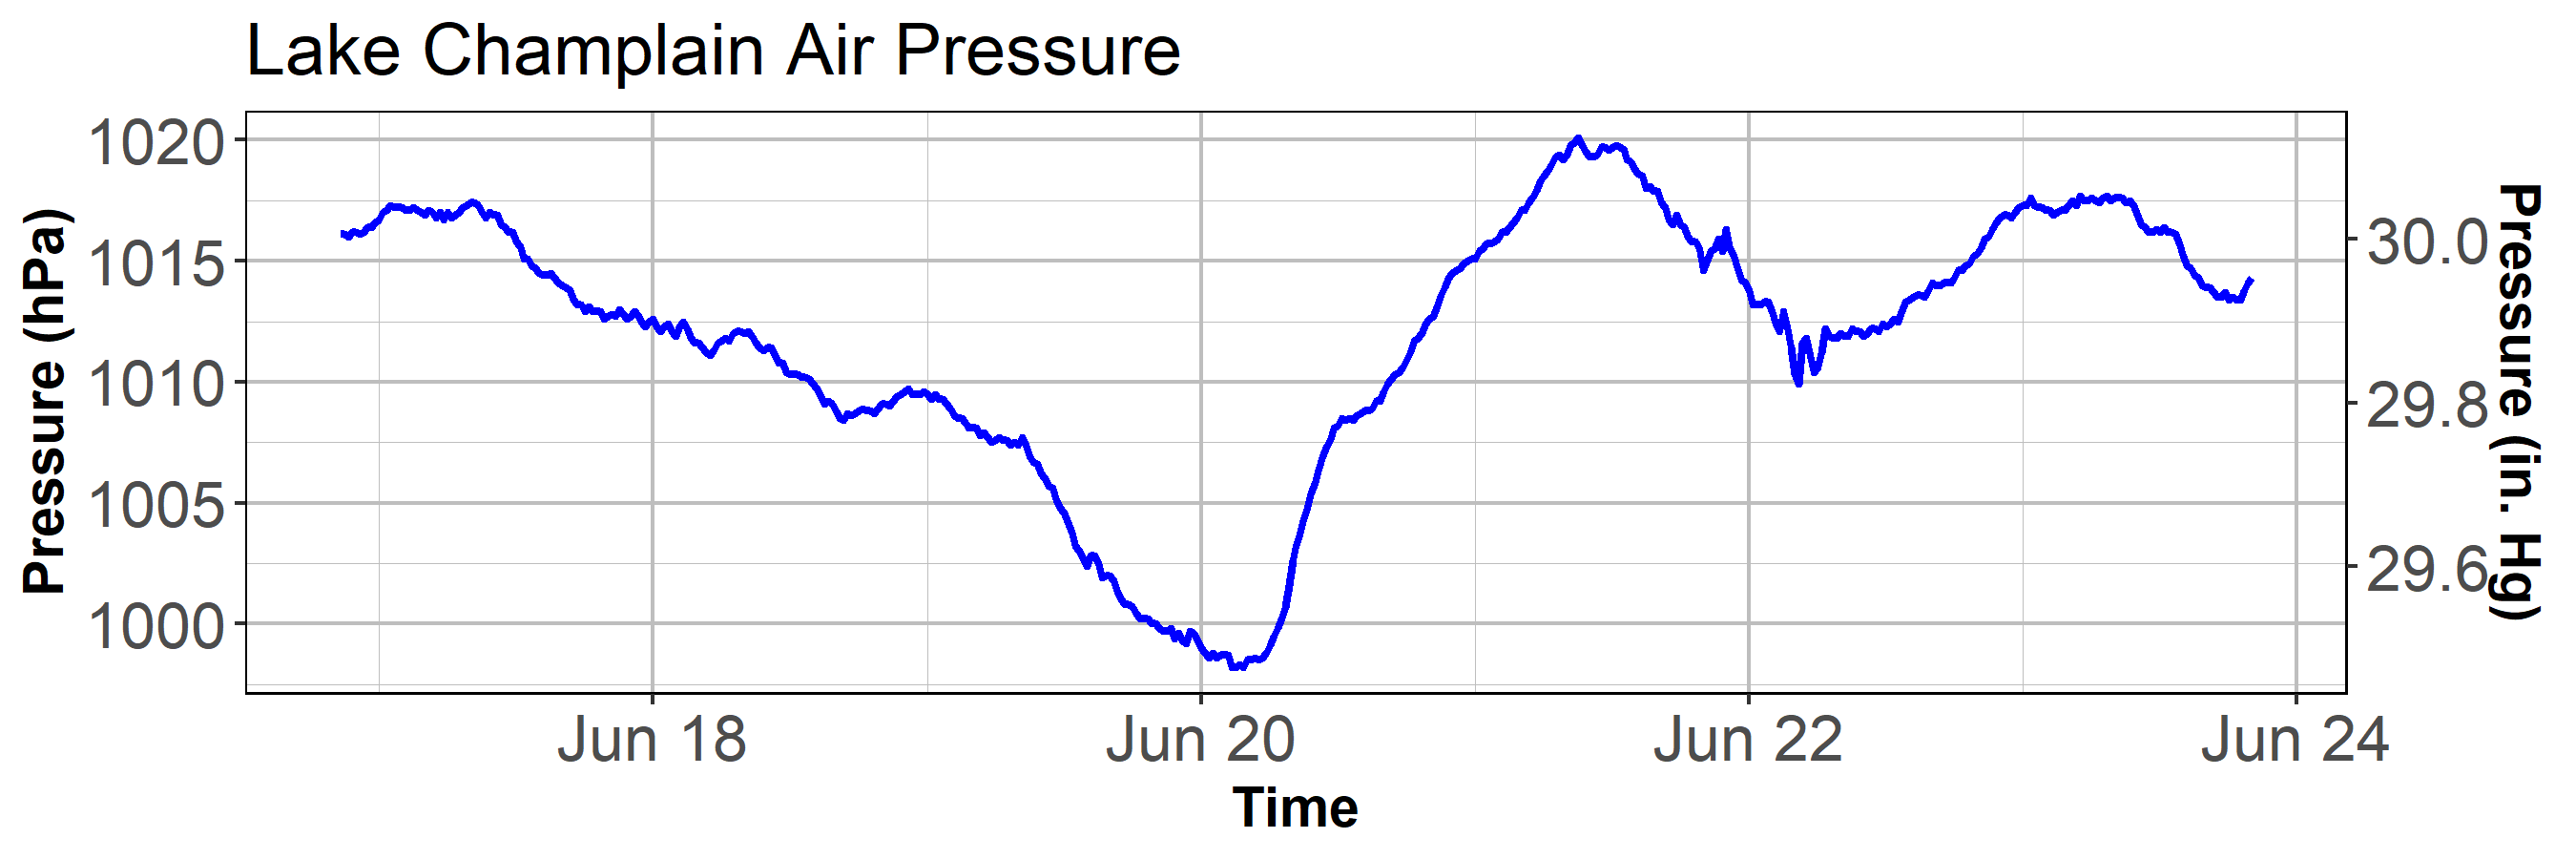 Lake Champlain Air Pressure
Pressure (hPa)
1020
1015
1010
1005
1000
30.0
29.8
29.6
Pressure (in. Hg)
Jun 18
Jun 20
Jun 22
Jun 24
Time